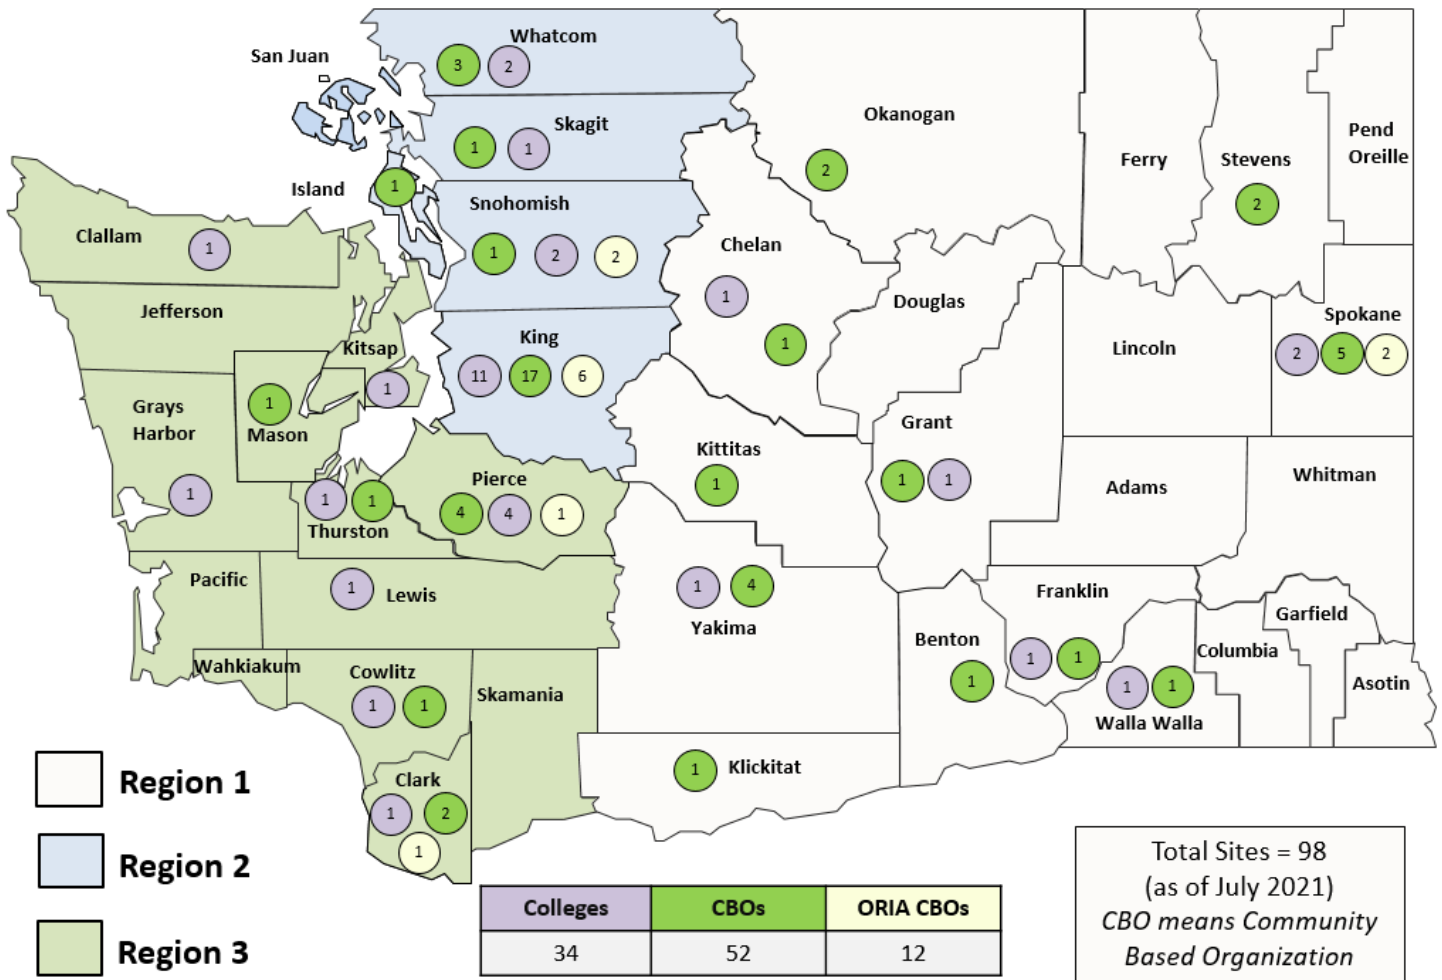 Whatcom
3 2
San Juan
Skagit
1 1
Island
1
Snohomish
1 2 2
King
11 17 6
Okanogan
2
Ferry
Stevens
2
Pend
Oreille
Chelan
1
1
Douglas
Lincoln
Spokane
2 5 2
Clallam
1
Jefferson
Kitsap
1
Grays
Harbor
1
1
Mason
1 1
Thurston
Pierce
4 4 1
Kittitas
1
Grant
1 1
Adams
Whitman
Pacific
1
Lewis
Wahkiakum
Cowlitz
1 1
Skamania
Clark
1 2
1
1 4
Yakima
1
Klickitat
Benton
1
Franklin
1 1
1 1
Walla Walla
Columbia
Garfield
Asotin
Region 1
Region 2
Region 3
Colleges CBOs ORIA CBOs
34 52 12
Total Sites = 98
(as of July 2021)
CBO means Community
Based Organization